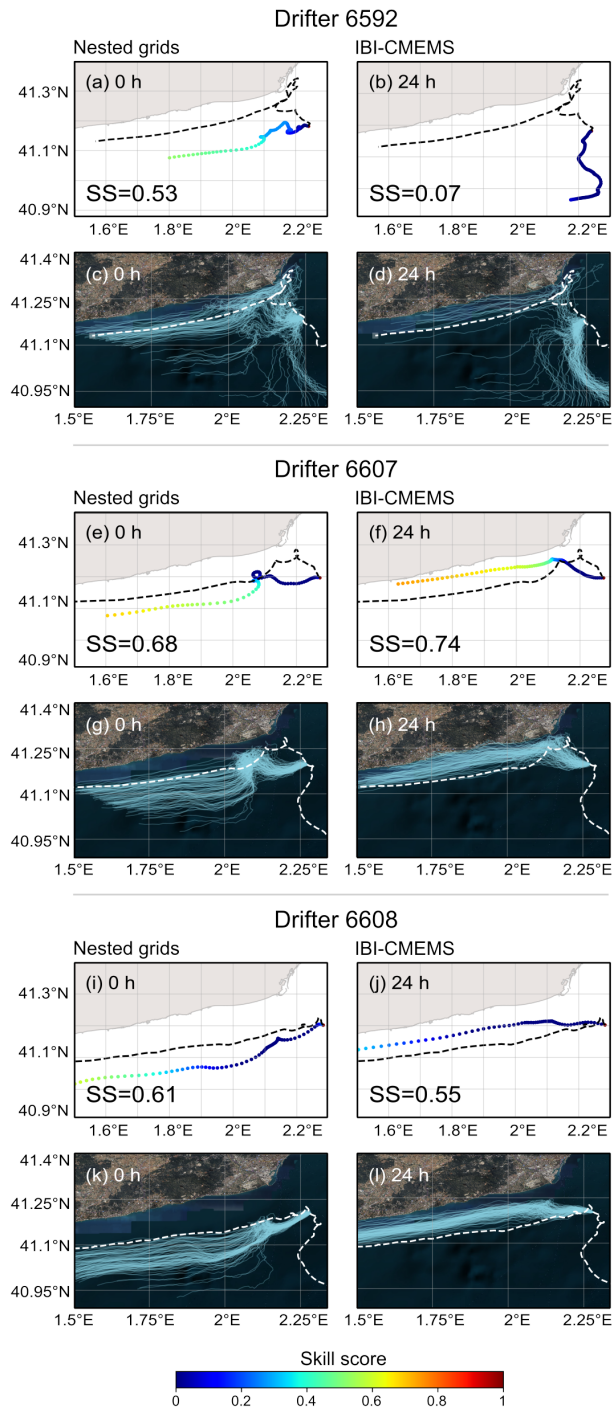 Drifter 6592
Nested grids IBI-CMEMS
41.3°N (a) 0 h (b) 24 h
41.1°N
40.9°N SS=0.53 SS=0.07
1.6°E 1.8°E 2°E 2.2°E 1.6°E 1.8°E 2°E 2.2°E
41.4°N (c) 0 h (d) 24 h
41.25°N
41.1°N
40.95°N
1.5°E 1.75°E 2°E 2.25°E 1.5°E 1.75°E 2°E 2.25°E
Drifter 6607
Nested grids IBI-CMEMS
41.3°N (e) 0 h (f) 24 h
41.1°N
40.9°N SS=0.68 SS=0.74
1.6°E 1.8°E 2°E 2.2°E 1.6°E 1.8°E 2°E 2.2°E
41.4°N (g) 0 h (h) 24 h
41.25°N
41.1°N
40.95°N
1.5°E 1.75°E 2°E 2.25°E 1.5°E 1.75°E 2°E 2.25°E
Drifter 6608
Nested grids IBI-CMEMS
41.3°N (i) 0 h (j) 24 h
41.1°N
40.9°N SS=0.61 SS=0.55
1.6°E 1.8°E 2°E 2.2°E 1.6°E 1.8°E 2°E 2.2°E
41.4°N (k) 0 h (l) 24 h
41.25°N
41.1°N
40.95°N
1.5°E 1.75°E 2°E 2.25°E 1.5°E 1.75°E 2°E 2.25°E
Skill score
0 0.2 0.4 0.6 0.8 1